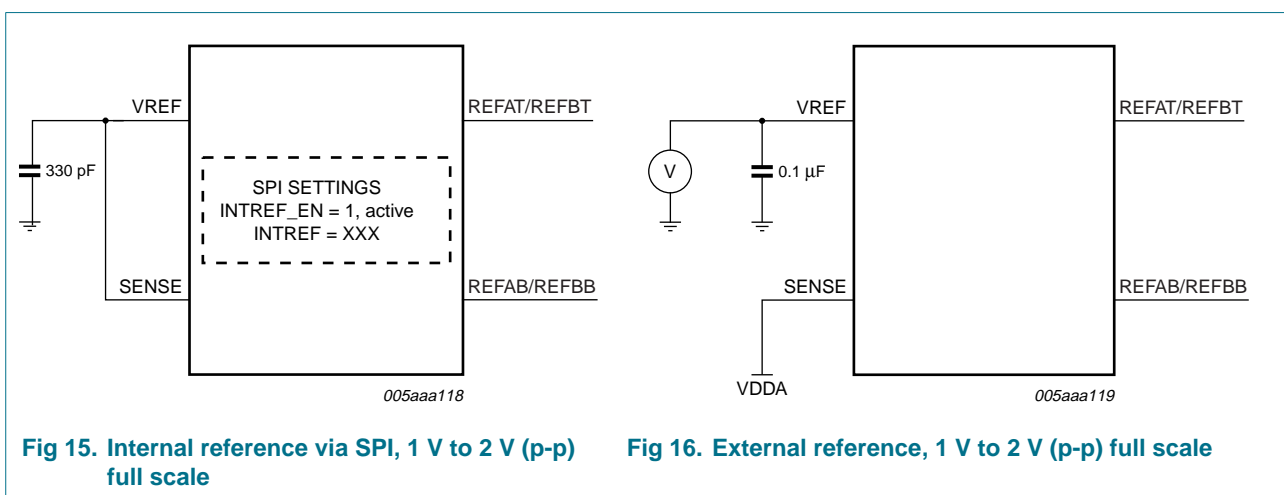 VREF
REFAT/REFBT
330 pF
SPI SETTINGS
INTREF_EN = 1, active
INTREF = XXX
SENSE
REFAB/REFBB
005aaa118
Fig 15. Internal reference via SPI, 1 V to 2 V (p-p)
full scale
VREF
REFAT/REFBT
V
0.1 μF
SENSE
REFAB/REFBB
VDDA
005aaa119
Fig 16. External reference, 1 V to 2 V (p-p) full scale